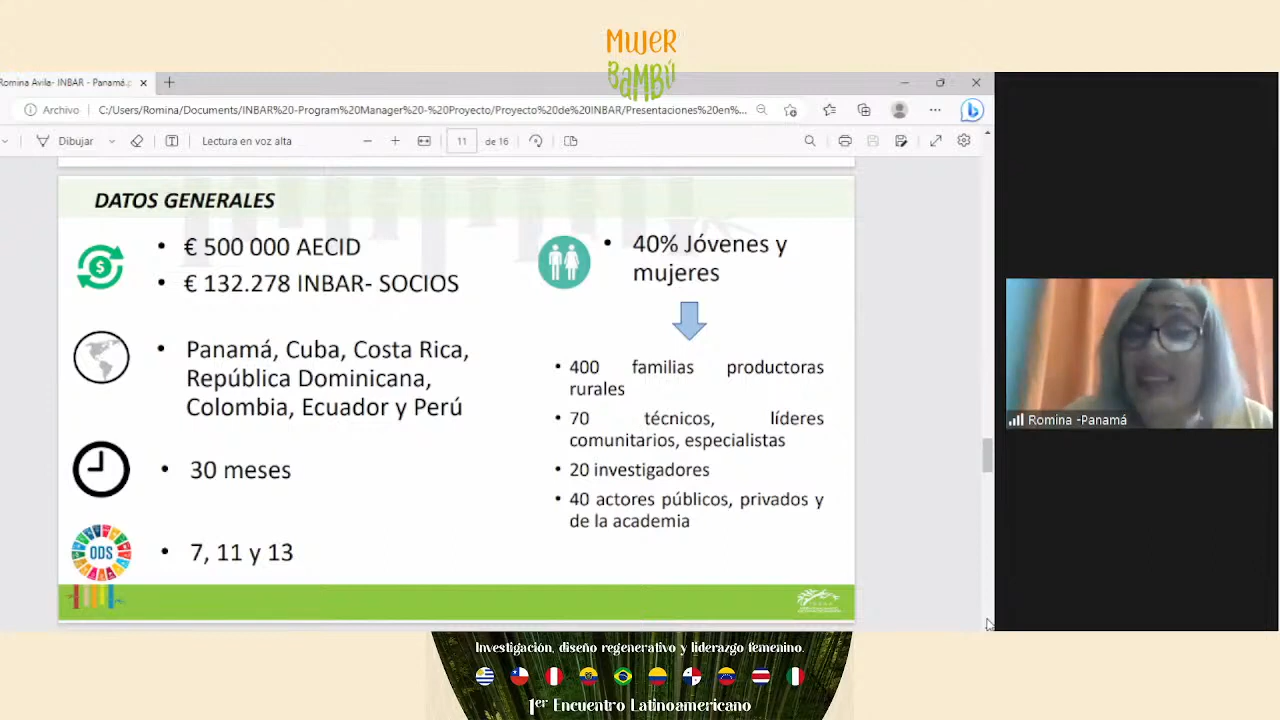 MUJER
BAMBÚ
Romina Avila- INBAR - Panamá.p
Archivo
C:/Users/Romina/Documents/INBAR%20-Program%20Manager%20-%20Proyecto/Proyecto%20de%20INBAR/Presentaciones%20en%...
Dibujar
Lectura en voz alta
11
de 16
DATOS GENERALES
• € 500 000 AECID
• € 132.278 INBAR- SOCIOS
• Panamá, Cuba, Costa Rica,
República Dominicana,
Colombia, Ecuador y Perú
• 30 meses
ODS
• 7, 11 y 13
• 40% Jóvenes y
mujeres
• 400 familias productoras
rurales
• 70 técnicos, líderes
comunitarios, especialistas
• 20 investigadores
• 40 actores públicos, privados y
de la academia
Romina -Panamá
Investigación, diseño regenerativo y liderazgo femenino.
1er Encuentro Latinoamericano